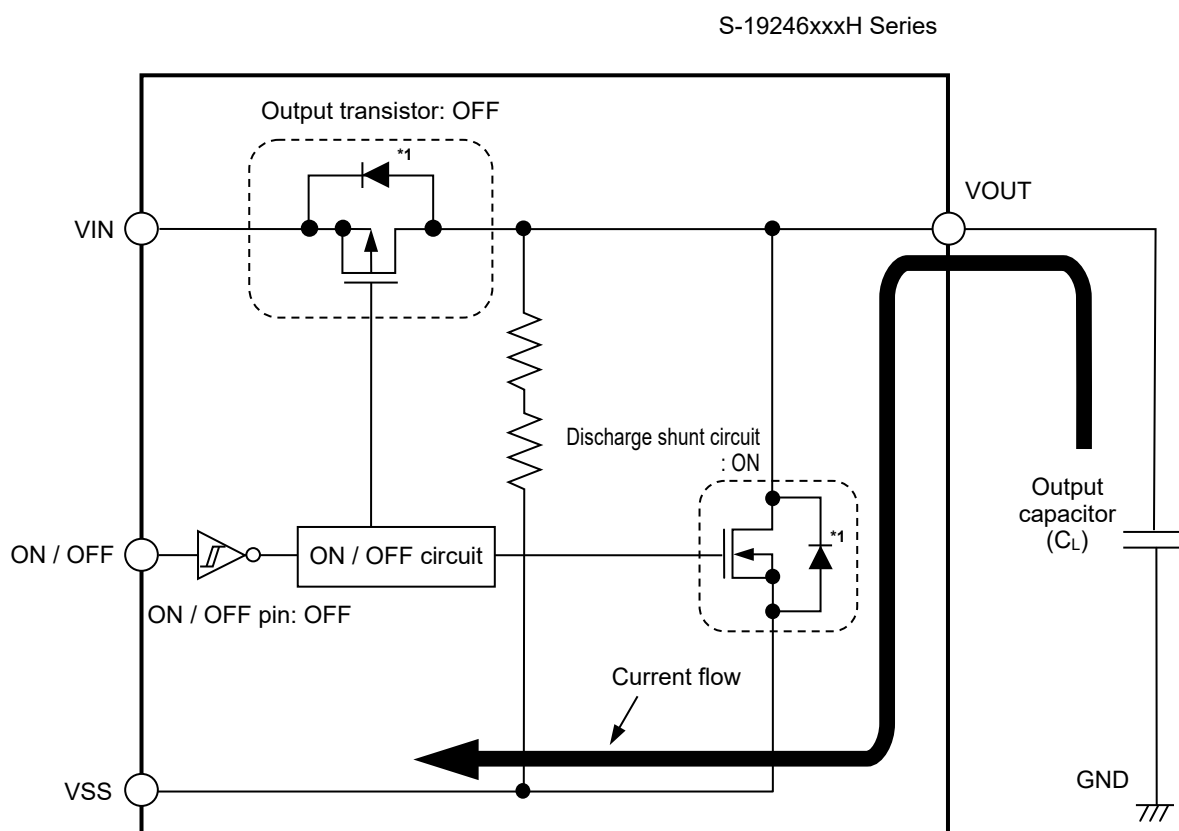 S-19246xxxH Series
Output transistor: OFF
*1
VIN
VOUT
Discharge shunt circuit
: ON
Output
capacitor
(CL)
*1
ON / OFF
ON / OFF circuit
ON / OFF pin: OFF
Current flow
VSS
GND